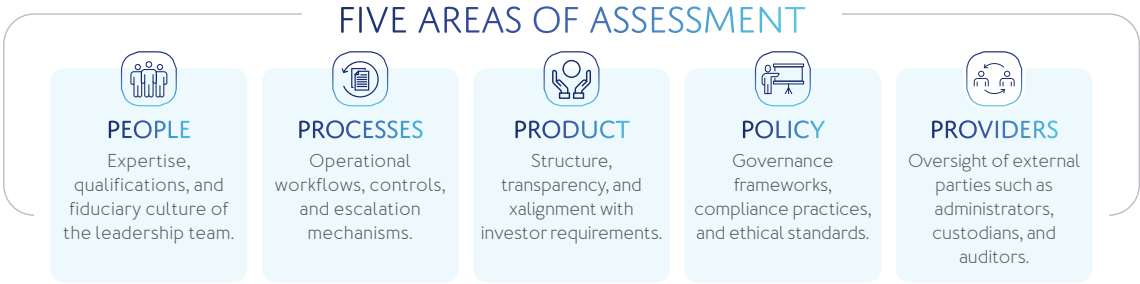 FIVE AREAS OF ASSESSMENT
PEOPLE
Expertise,
qualifications, and
fiduciary culture of
the leadership team.
PROCESSES
Operational
workflows, controls,
and escalation
mechanisms.
PRODUCT
Structure,
transparency, and
xalignment with
investor requirements.
POLICY
Governance
frameworks,
compliance practices,
and ethical standards.
PROVIDERS
Oversight of external
parties such as
administrators,
custodians, and
auditors.